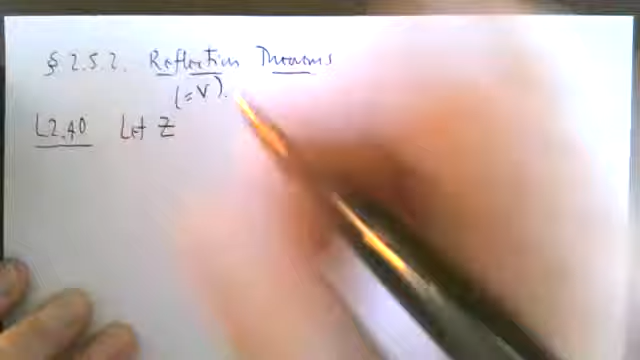 § 2.5.2. Reflection Theorems
(=V).
L2.40 Let Z